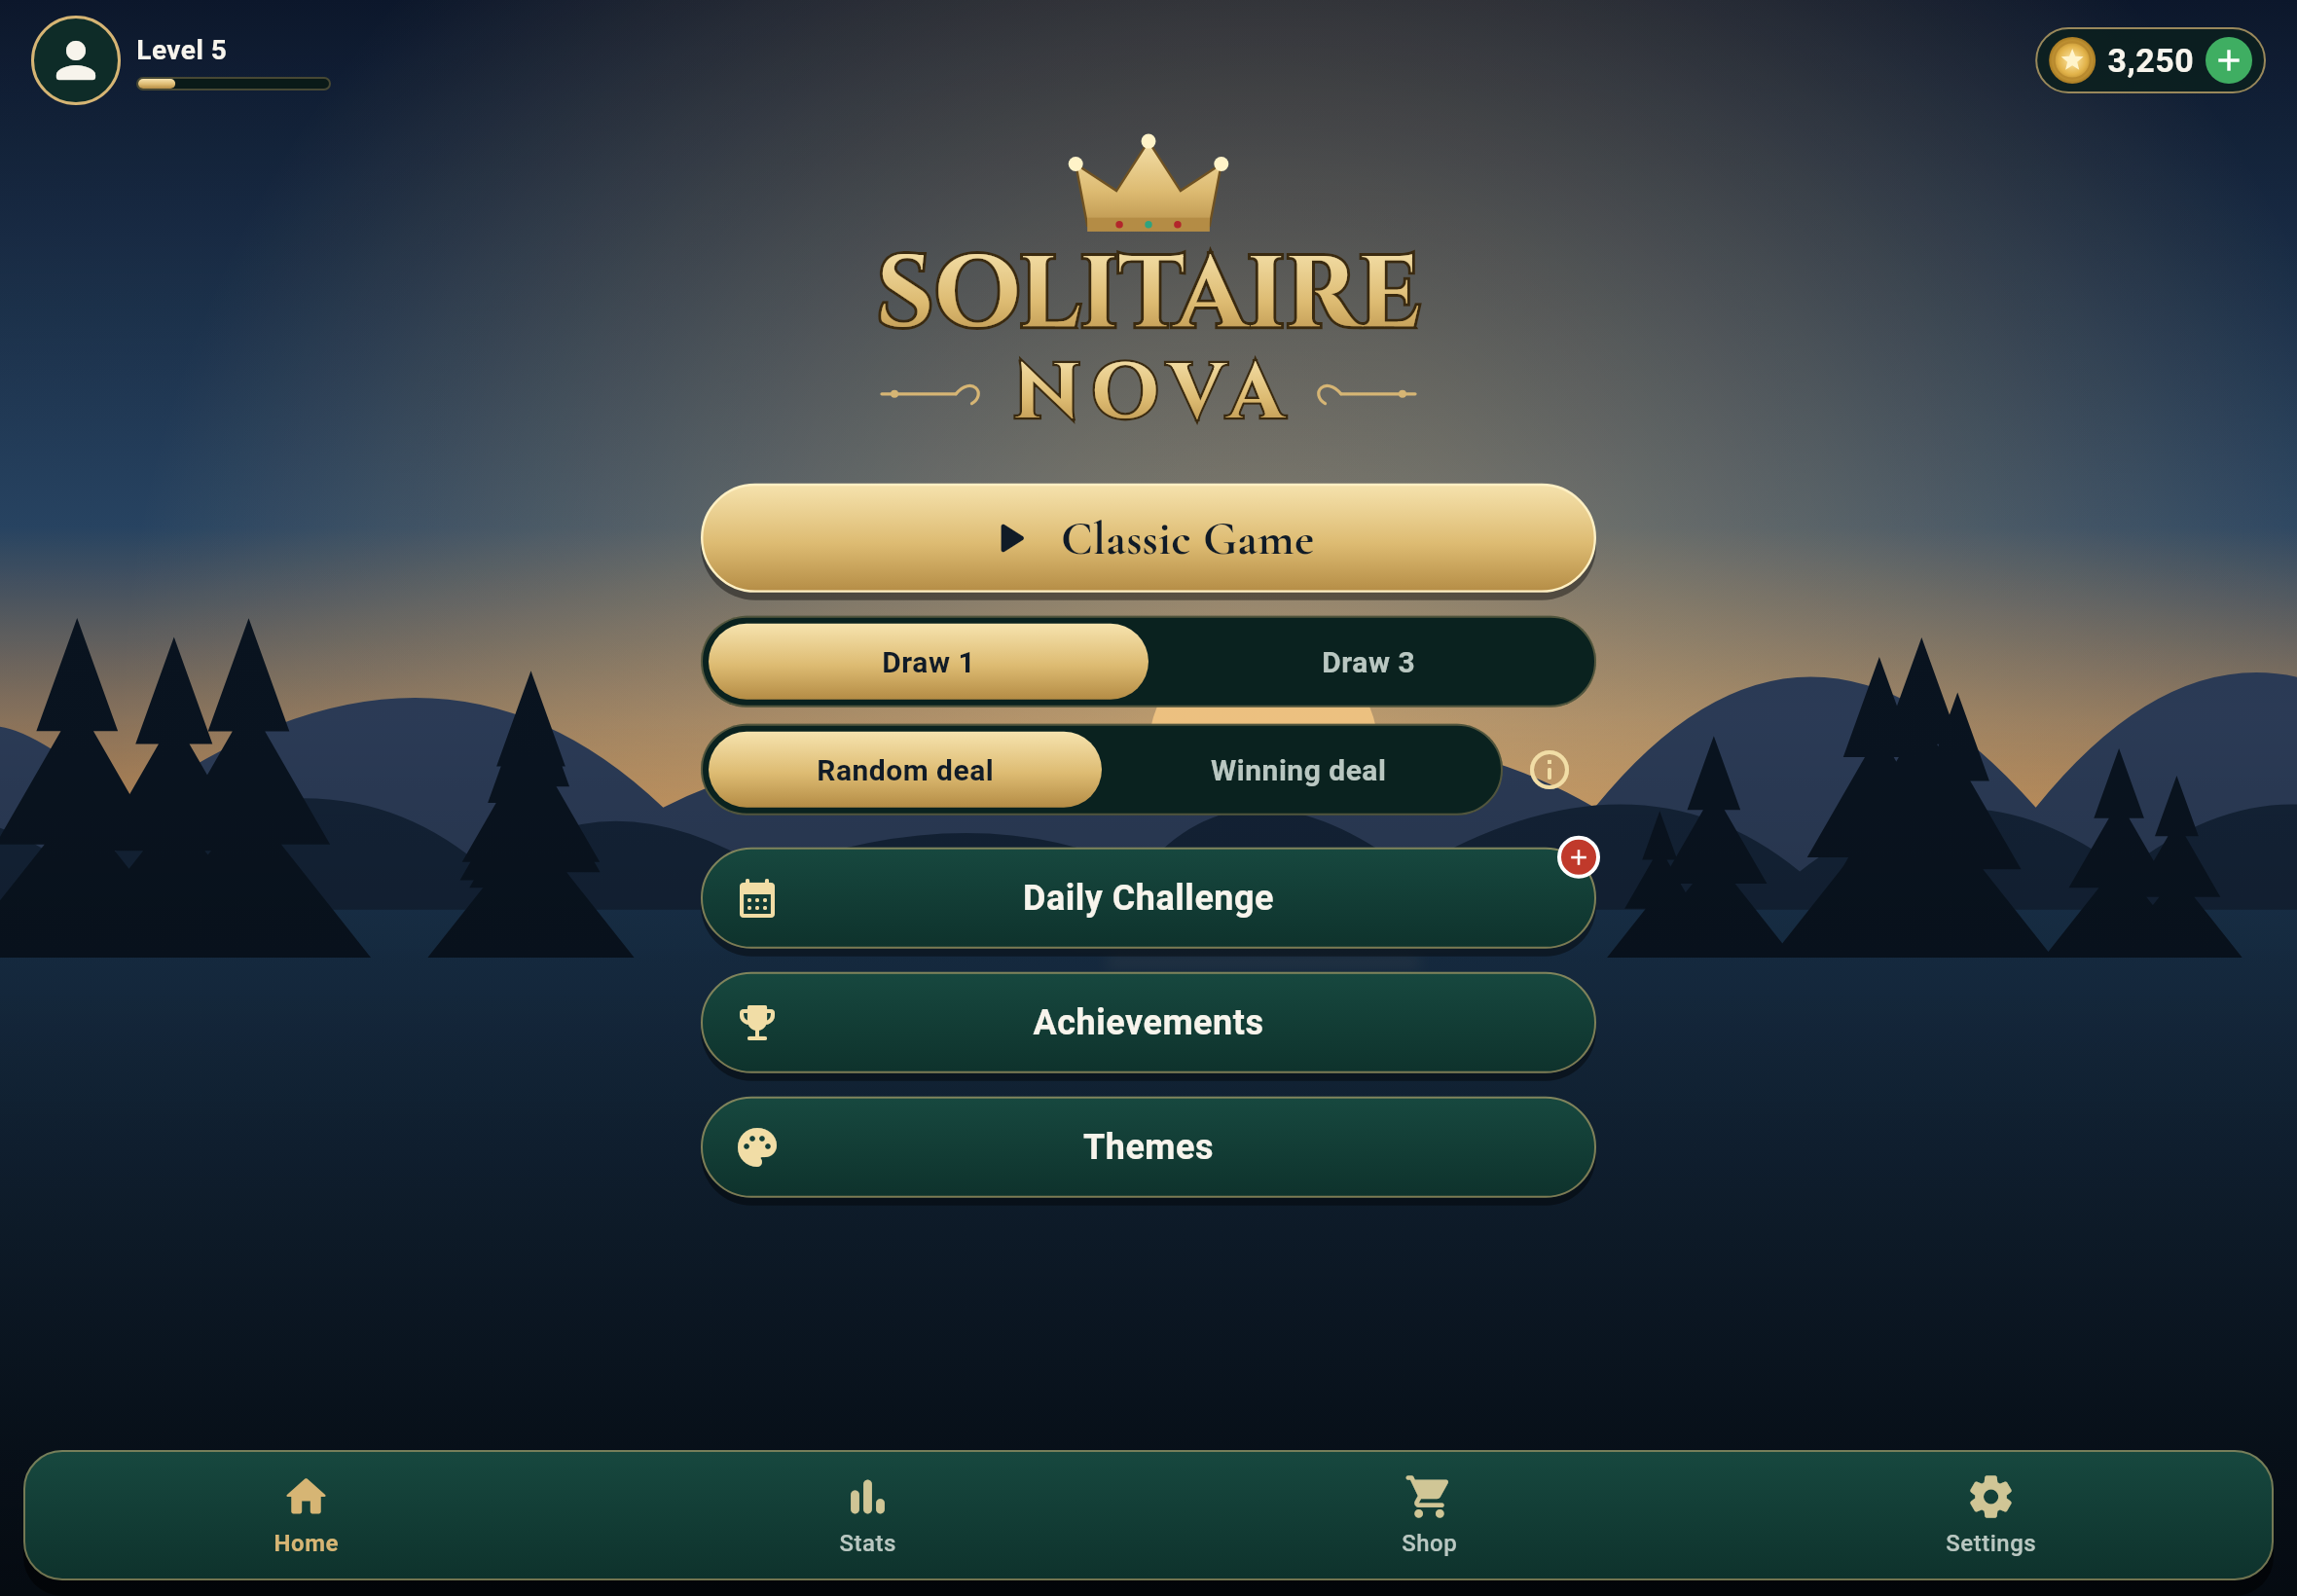 Level 5
3,250
SOLITAIRE
NOVA
Classic Game
Draw 1
Draw 3
Random deal
Winning deal
Daily Challenge
Achievements
Themes
Home
Stats
Shop
Settings